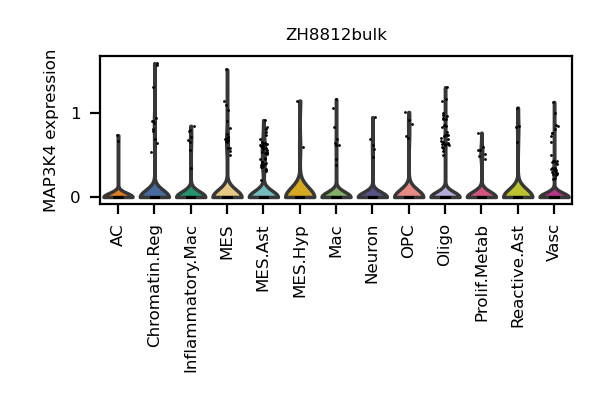 ZH8812bulk
MAP3K4 expression
1
0
AC
Chromatin.Reg
Inflammatory.Mac
MES
MES.Ast
MES.Hyp
Mac
Neuron
OPC
Oligo
Prolif.Metab
Reactive.Ast
Vasc